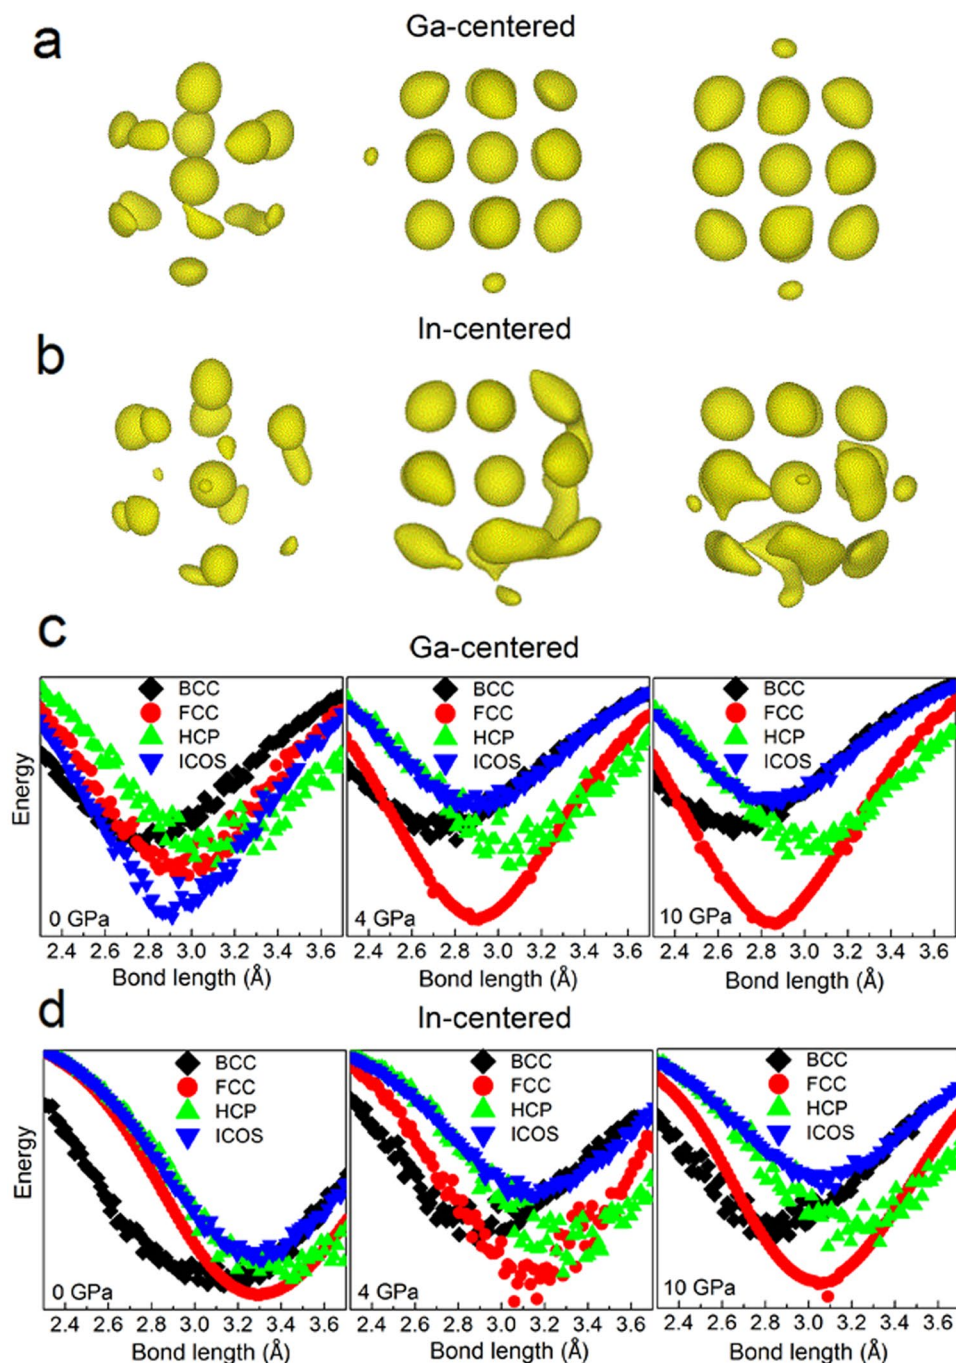 a
Ga-centered
b
In-centered
c
Ga-centered
Energy
BCC
FCC
HCP
ICOS
0 GPa
2.4 2.6 2.8 3.0 3.2 3.4 3.6
Bond length (Å)
BCC
FCC
HCP
ICOS
4 GPa
2.4 2.6 2.8 3.0 3.2 3.4 3.6
Bond length (Å)
BCC
FCC
HCP
ICOS
10 GPa
2.4 2.6 2.8 3.0 3.2 3.4 3.6
Bond length (Å)
d
In-centered
Energy
BCC
FCC
HCP
ICOS
0 GPa
2.4 2.6 2.8 3.0 3.2 3.4 3.6
Bond length (Å)
BCC
FCC
HCP
ICOS
4 GPa
2.4 2.6 2.8 3.0 3.2 3.4 3.6
Bond length (Å)
BCC
FCC
HCP
ICOS
10 GPa
2.4 2.6 2.8 3.0 3.2 3.4 3.6
Bond length (Å)